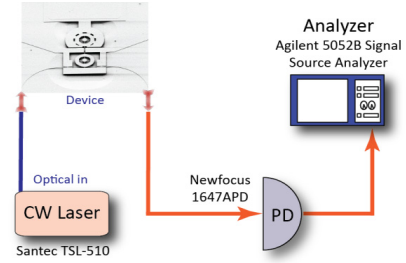 Analyzer
Agilent 5052B Signal
Source Analyzer
Device
Optical in
CW Laser
Santec TSL-510
Newfocus
1647APD
PD